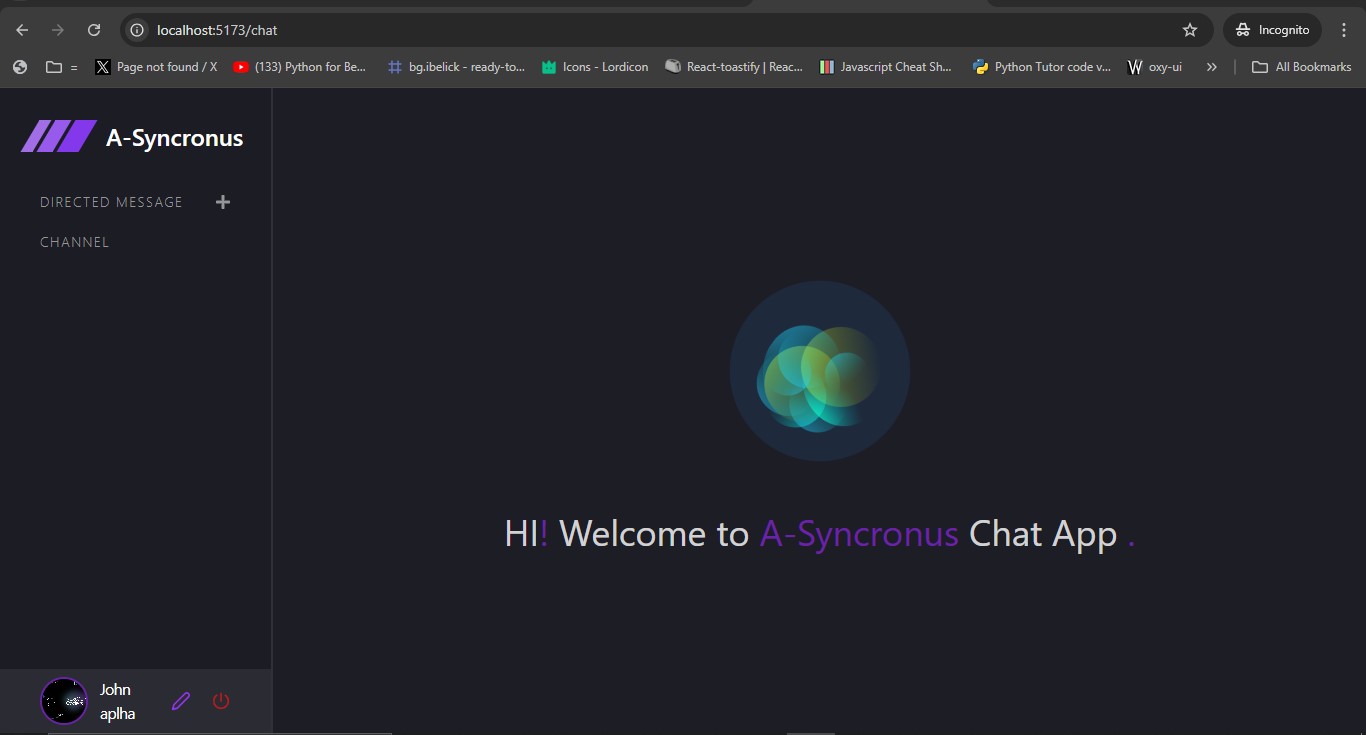 localhost:5173/chat
Incognito
=
Page not found / X
(133) Python for Be...
bg.ibelick - ready-to...
Icons - Lordicon
React-toastify | Reac...
Javascript Cheat Sh...
Python Tutor code v...
oxy-ui
All Bookmarks
A-Syncronus
DIRECTED MESSAGE
CHANNEL
HI! Welcome to A-Syncronus Chat App .
John
aplha